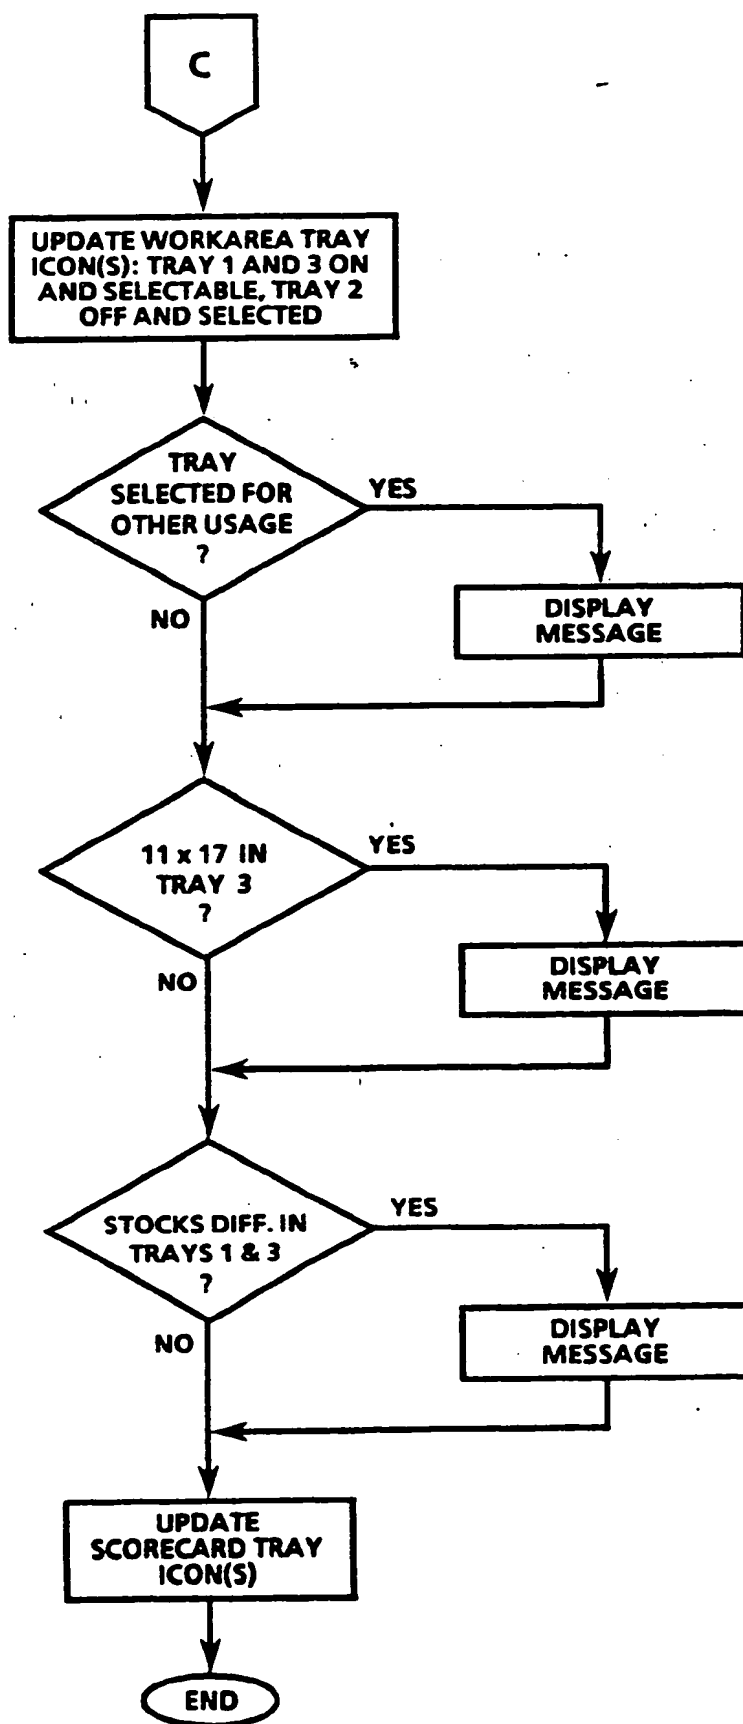 C
UPDATE WORKAREA TRAY
ICON(S): TRAY 1 AND 3 ON
AND SELECTABLE, TRAY 2
OFF AND SELECTED
TRAY
SELECTED FOR
OTHER USAGE
?
YES
DISPLAY
MESSAGE
NO
11 x 17 IN
TRAY 3
?
YES
DISPLAY
MESSAGE
NO
STOCKS DIFF. IN
TRAYS 1 & 3
?
YES
DISPLAY
MESSAGE
NO
UPDATE
SCORECARD TRAY
ICON(S)
END